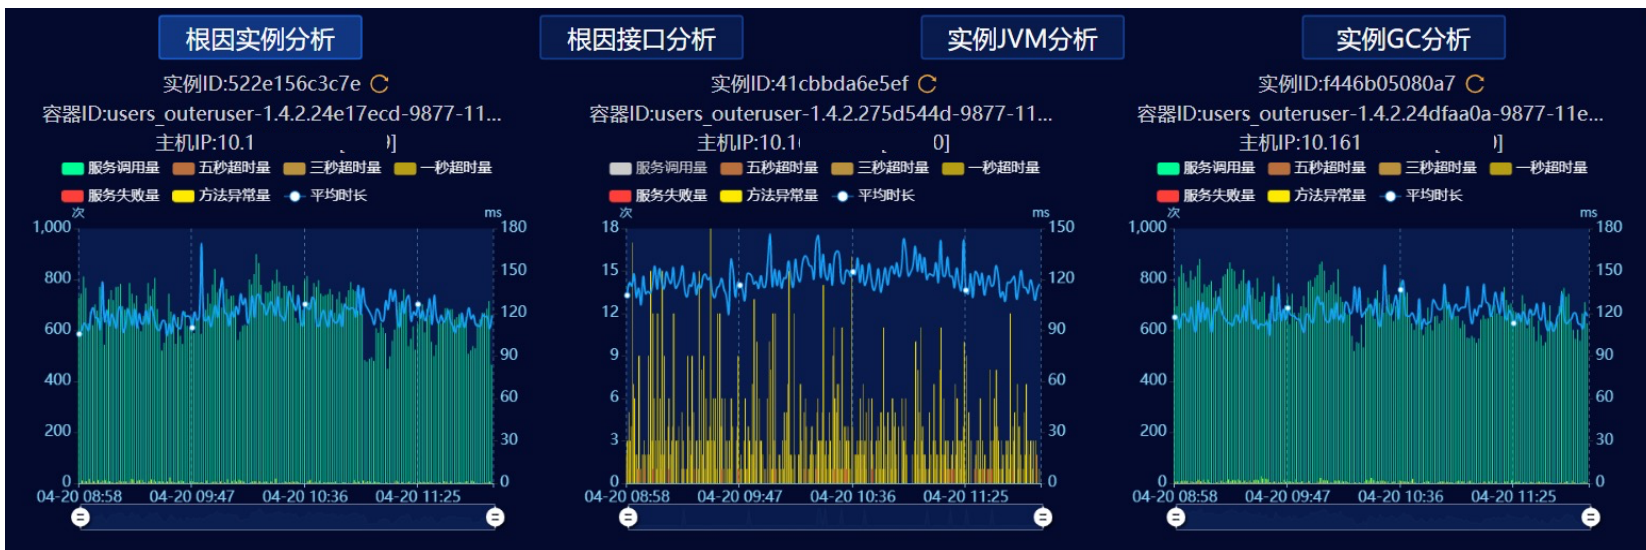 根因实例分析 根因接口分析 实例JVM分析 实例GC分析
实例ID:522e156c3c7e
容器ID:users_outeruser-1.4.2.24e17ecd-9877-11...
主机IP:10.1 9]
服务调用量 五秒超时量 三秒超时量 一秒超时量
服务失败量 方法异常量 平均时长
次 ms
1,000 180
800 150
120
600
90
400
60
200
30
0 0
04-20 08:58 04-20 09:47 04-20 10:36 04-20 11:25
实例ID:41cbbda6e5ef
容器ID:users_outeruser-1.4.2.275d544d-9877-11...
主机IP:10.1 0]
服务调用量 五秒超时量 三秒超时量 一秒超时量
服务失败量 方法异常量 平均时长
次 ms
18 150
15 120
12
90
9
60
6
3 30
0 0
04-20 08:58 04-20 09:47 04-20 10:36 04-20 11:25
实例ID:f446b05080a7
容器ID:users_outeruser-1.4.2.24dfaa0a-9877-11e...
主机IP:10.161 ]
服务调用量 五秒超时量 三秒超时量 一秒超时量
服务失败量 方法异常量 平均时长
次 ms
1,000 180
800 150
120
600
90
400
60
200
30
0 0
04-20 08:58 04-20 09:47 04-20 10:36 04-20 11:25